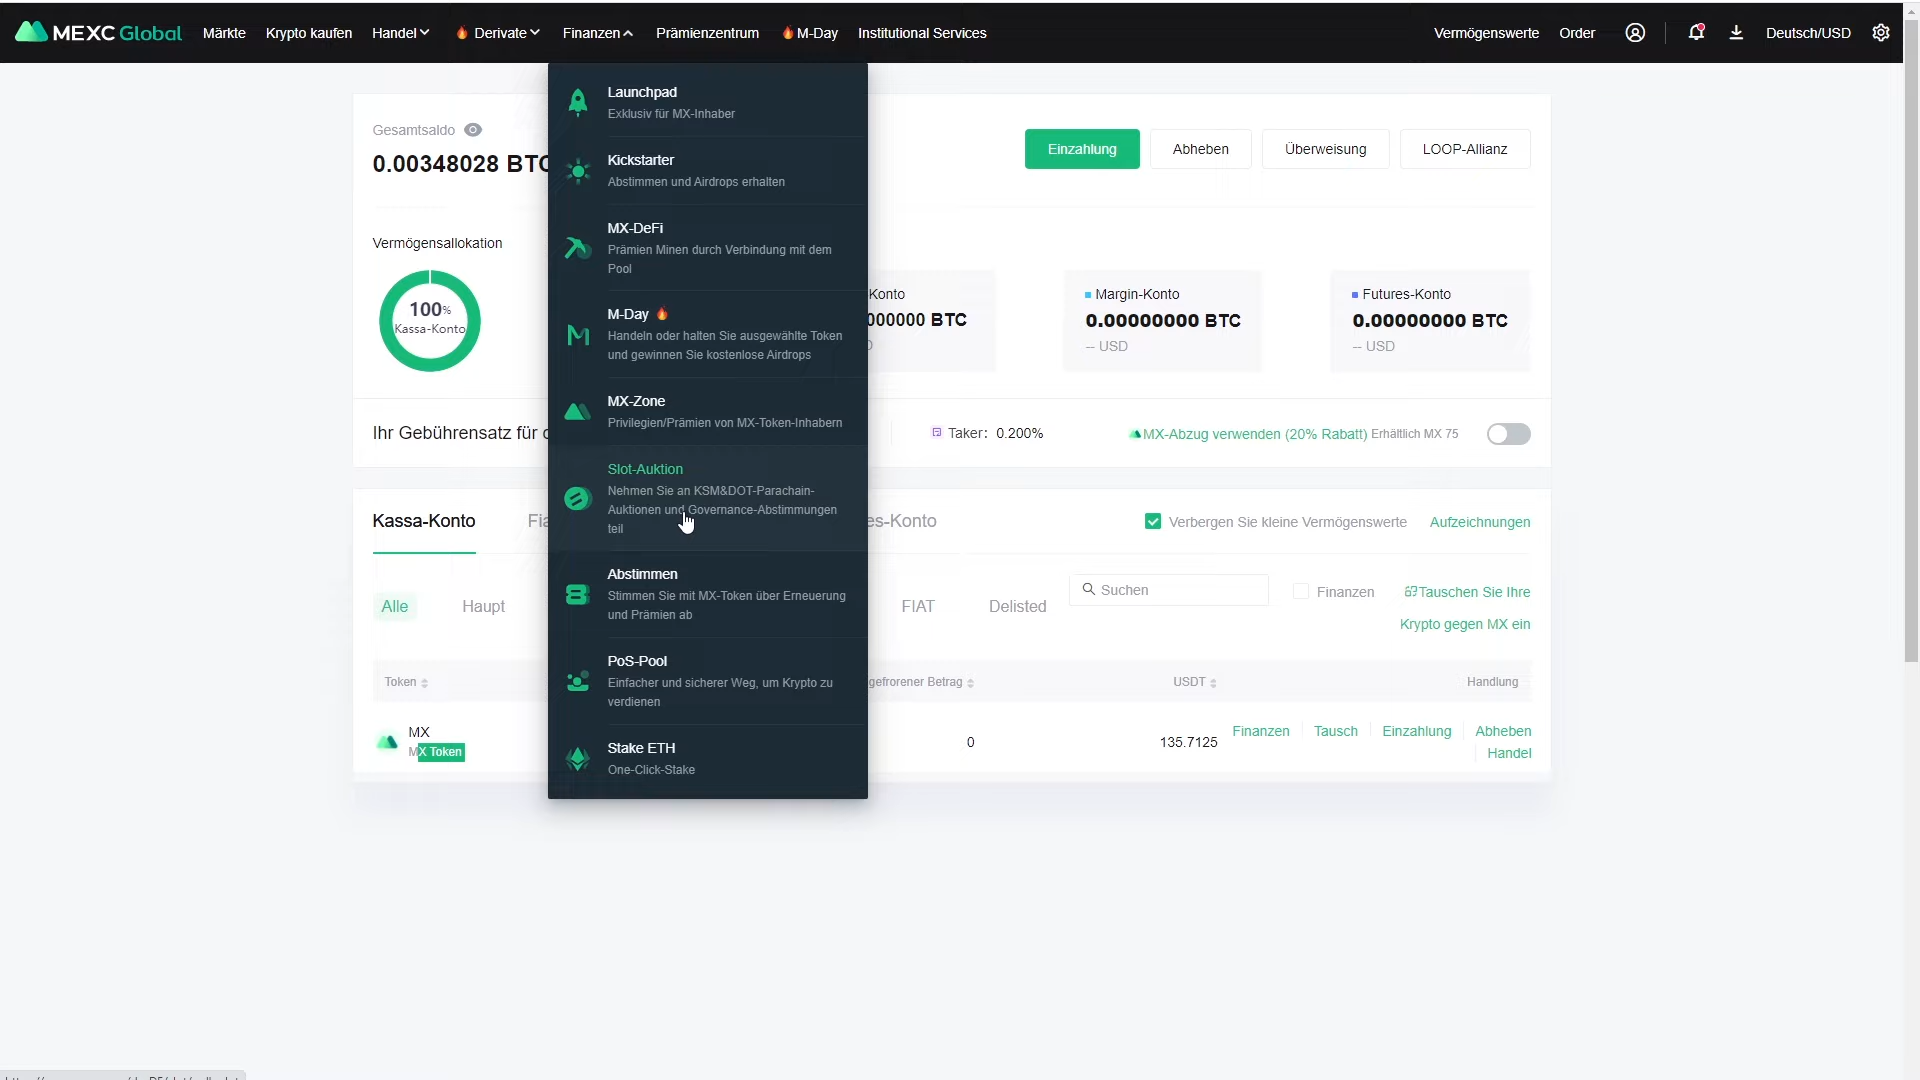 MEXC Global Märkte Krypto kaufen Handel Derivate Finanzen Prämienzentrum M-Day Institutional Services Vermögenswerte Order Deutsch/USD
Launchpad
Exklusiv für MX-Inhaber
Kickstarter
Abstimmen und Airdrops erhalten
MX-DeFi
Prämien Minen durch Verbindung mit dem
Pool
M-Day
Handeln oder halten Sie ausgewählte Token
und gewinnen Sie kostenlose Airdrops
MX-Zone
Privilegien/Prämien von MX-Token-Inhabern
Slot-Auktion
Nehmen Sie an KSM&DOT-Parachain-
Auktionen und Governance-Abstimmungen
teil
Abstimmen
Stimmen Sie mit MX-Token über Erneuerung
und Prämien ab
PoS-Pool
Einfacher und sicherer Weg, um Krypto zu
verdienen
Stake ETH
One-Click-Stake
Gesamtsaldo
0.00348028 BTC
Einzahlung Abheben Überweisung LOOP-Allianz
Vermögensallokation
100%
Kassa-Konto
Konto
000000 BTC
Margin-Konto
0.00000000 BTC
-- USD
Futures-Konto
0.00000000 BTC
-- USD
Ihr Gebührensatz für Taker: 0.200% MX-Abzug verwenden (20% Rabatt) Erhältlich MX 75
Kassa-Konto Fia es-Konto Verbergen Sie kleine Vermögenswerte Aufzeichnungen
Alle Haupt FIAT Delisted Suchen Finanzen Tauschen Sie Ihre
Krypto gegen MX ein
Token gefrorener Betrag USDT Handlung
MX
MX Token
0 135.7125 Finanzen Tausch Einzahlung Abheben
Handel